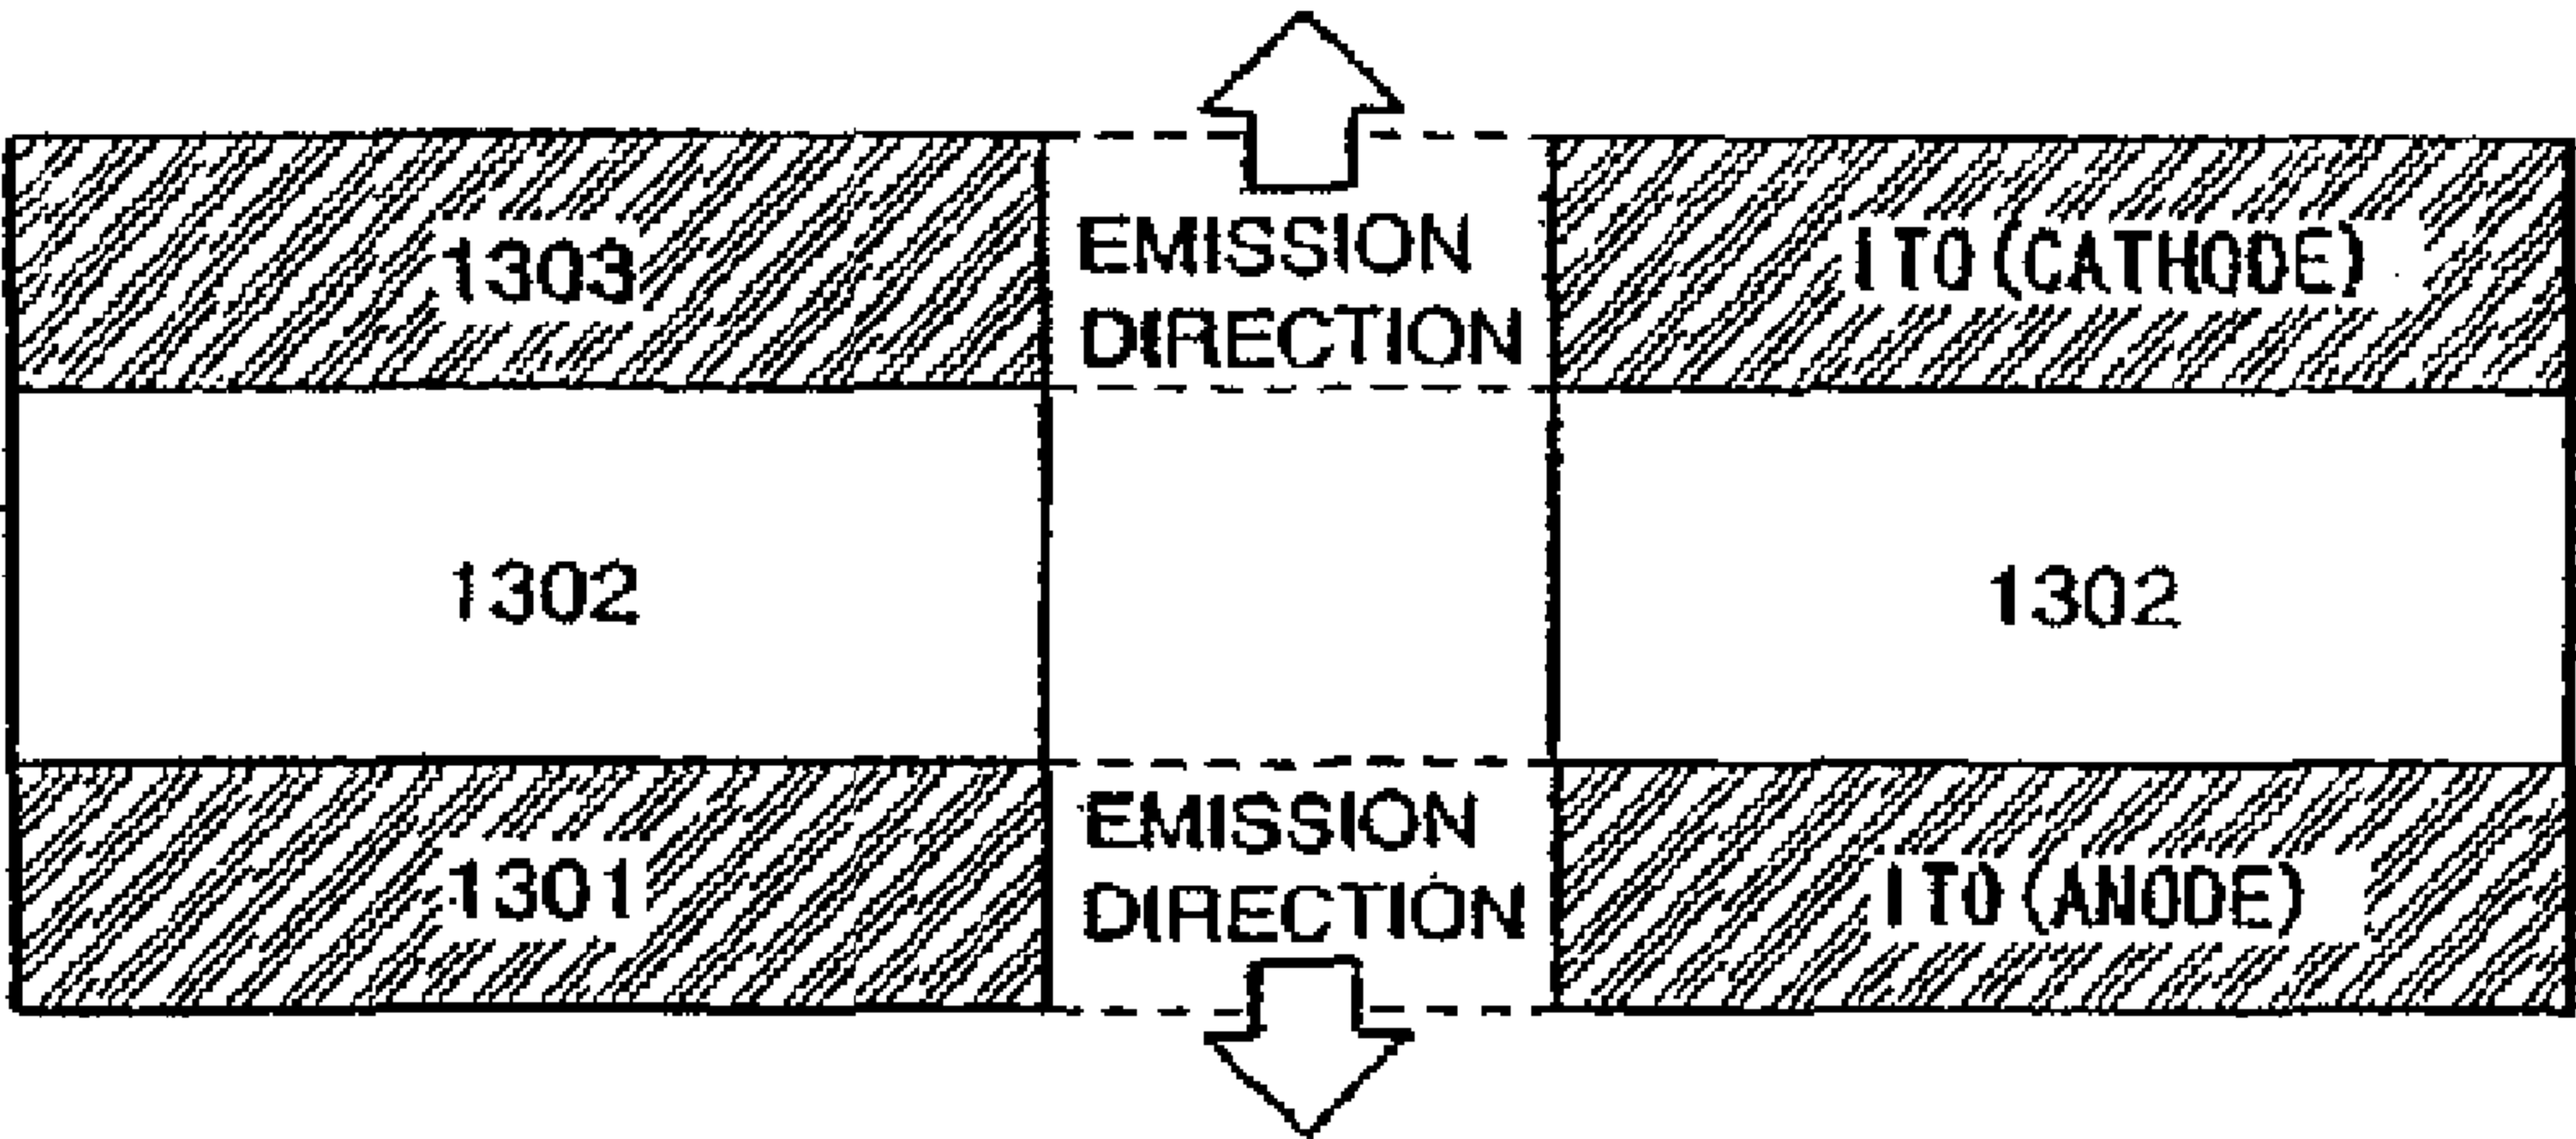 1303
EMISSION
DIRECTION
ITO (CATHODE)
1302
1302
1301
EMISSION
DIRECTION
ITO (ANODE)